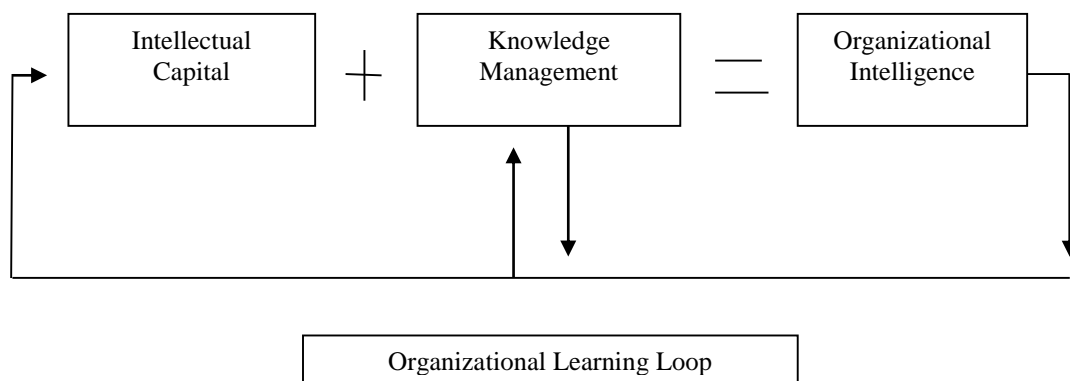 Intellectual
Capital
+
Knowledge
Management
=
Organizational
Intelligence
Organizational Learning Loop